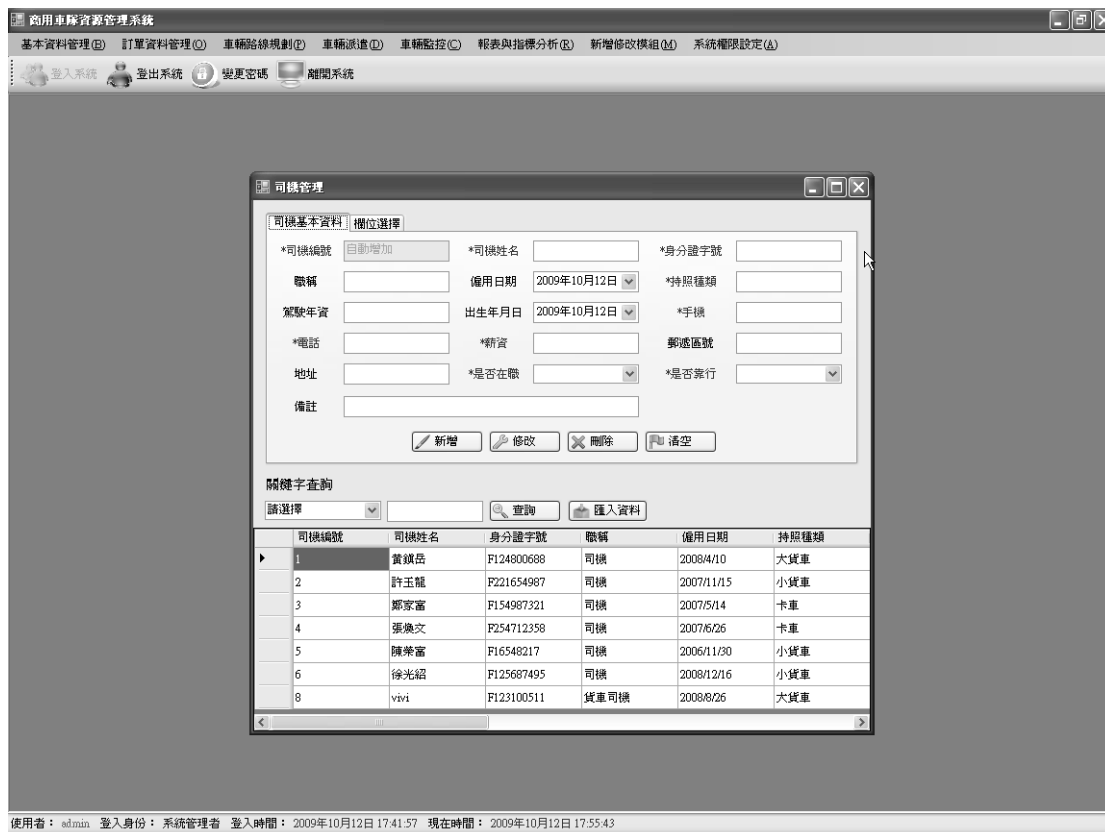 商用車隊資源管理系統
基本資料管理(B) 訂單資料管理(O) 車輛路線規劃(P) 車輛派遣(D) 車輛監控(C) 報表與指標分析(R) 新增修改模組(M) 系統權限設定(A)
登入系統 登出系統 變更密碼 離開系統
司機管理
司機基本資料 欄位選擇
*司機編號 自動增加 *司機姓名 *身分證字號
職稱 僱用日期 2009年10月12日 *持照種類
駕駛年資 出生年月日 2009年10月12日 *手機
*電話 *薪資 郵遞區號
地址 *是否在職 *是否靠行
備註
新增 修改 刪除 清空
關鍵字查詢
請選擇 查詢 匯入資料
司機編號 司機姓名 身分證字號 職稱 僱用日期 持照種類
1 黃鎮岳 F124800688 司機 2008/4/10 大貨車
2 許玉龍 F221654987 司機 2007/11/15 小貨車
3 鄭家富 F154987321 司機 2007/5/14 卡車
4 張煥文 F254712358 司機 2007/6/26 卡車
5 陳榮富 F16548217 司機 2006/11/30 小貨車
6 徐光紹 F125687495 司機 2008/12/16 小貨車
8 vivi F123100511 貨車司機 2008/8/26 大貨車
使用者： admin 登入身份： 系統管理者 登入時間： 2009年10月12日 17:41:57 現在時間： 2009年10月12日 17:55:43